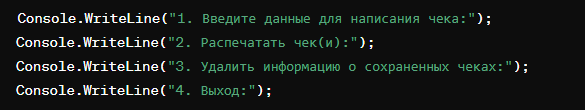 Console.WriteLine("1. Введите данные для написания чека:");
Console.WriteLine("2. Распечатать чек(и):");
Console.WriteLine("3. Удалить информацию о сохраненных чеках:");
Console.WriteLine("4. Выход:");